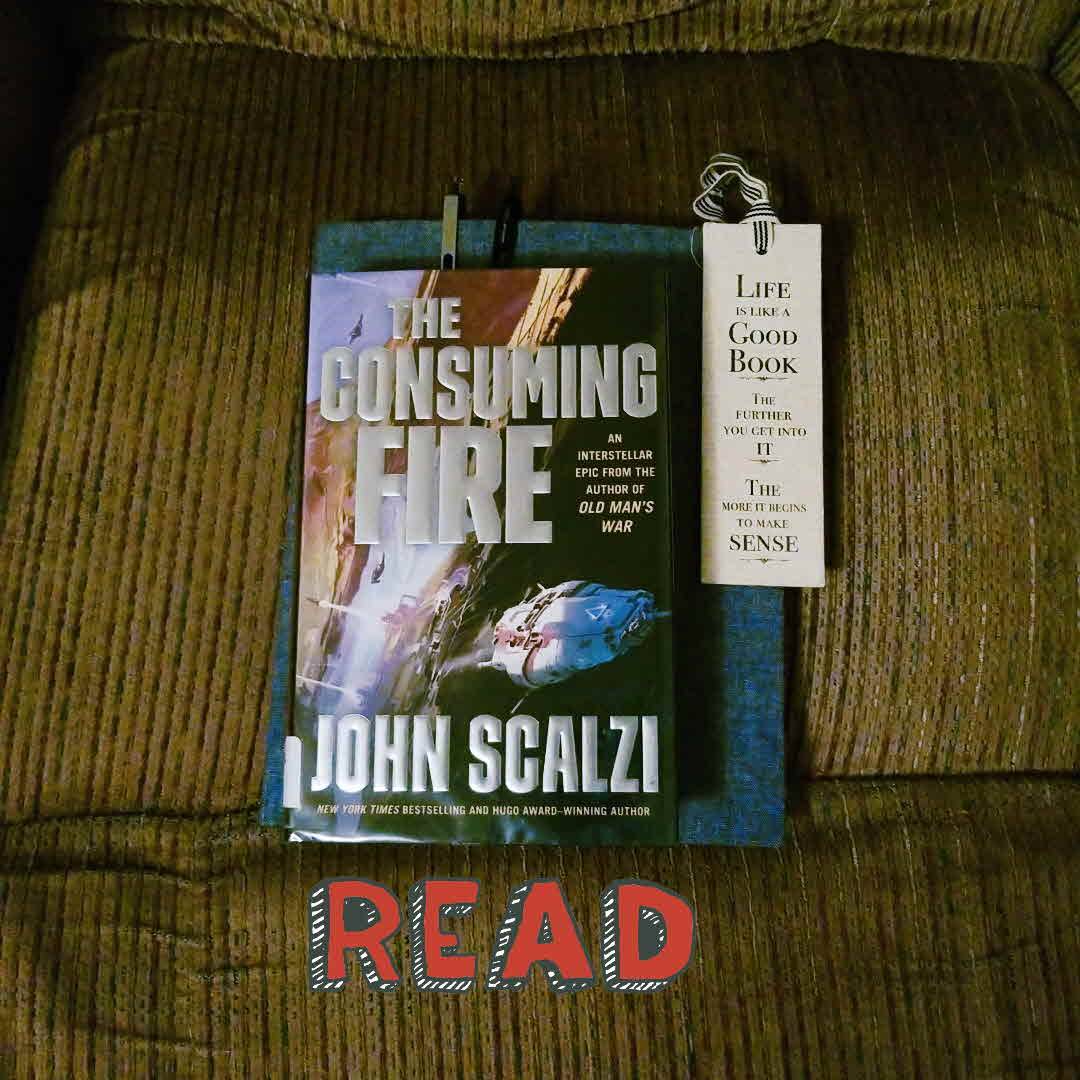 THE
CONSUMING
FIRE
AN
INTERSTELLAR
EPIC FROM THE
AUTHOR OF
OLD MAN'S
WAR
JOHN SCALZI
NEW YORK TIMES BESTSELLING AND HUGO AWARD–WINNING AUTHOR
LIFE
IS LIKE A
GOOD
BOOK
THE
FURTHER
YOU GET INTO
IT
THE
MORE IT BEGINS
TO MAKE
SENSE
READ